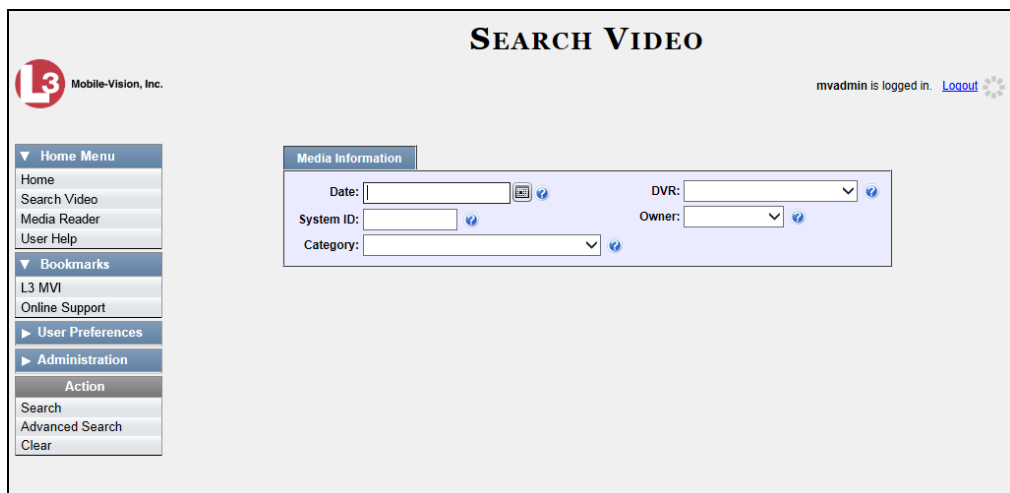 SEARCH VIDEO
L3 Mobile-Vision, Inc.
mvadmin is logged in. Logout
▼ Home Menu
Home
Search Video
Media Reader
User Help
▼ Bookmarks
L3 MVI
Online Support
▶ User Preferences
▶ Administration
Action
Search
Advanced Search
Clear
Media Information
Date: ? DVR: ?
System ID: ? Owner: ?
Category: ?